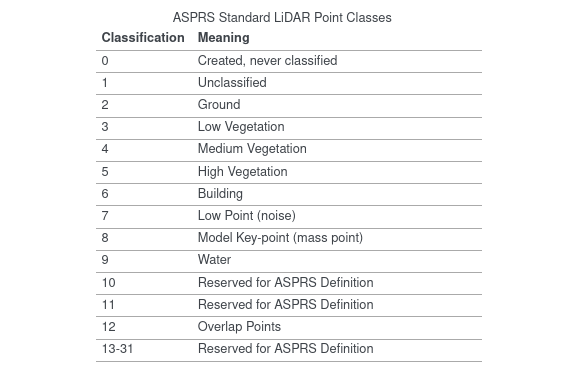 ASPRS Standard LiDAR Point Classes
Classification Meaning
0 Created, never classified
1 Unclassified
2 Ground
3 Low Vegetation
4 Medium Vegetation
5 High Vegetation
6 Building
7 Low Point (noise)
8 Model Key-point (mass point)
9 Water
10 Reserved for ASPRS Definition
11 Reserved for ASPRS Definition
12 Overlap Points
13-31 Reserved for ASPRS Definition